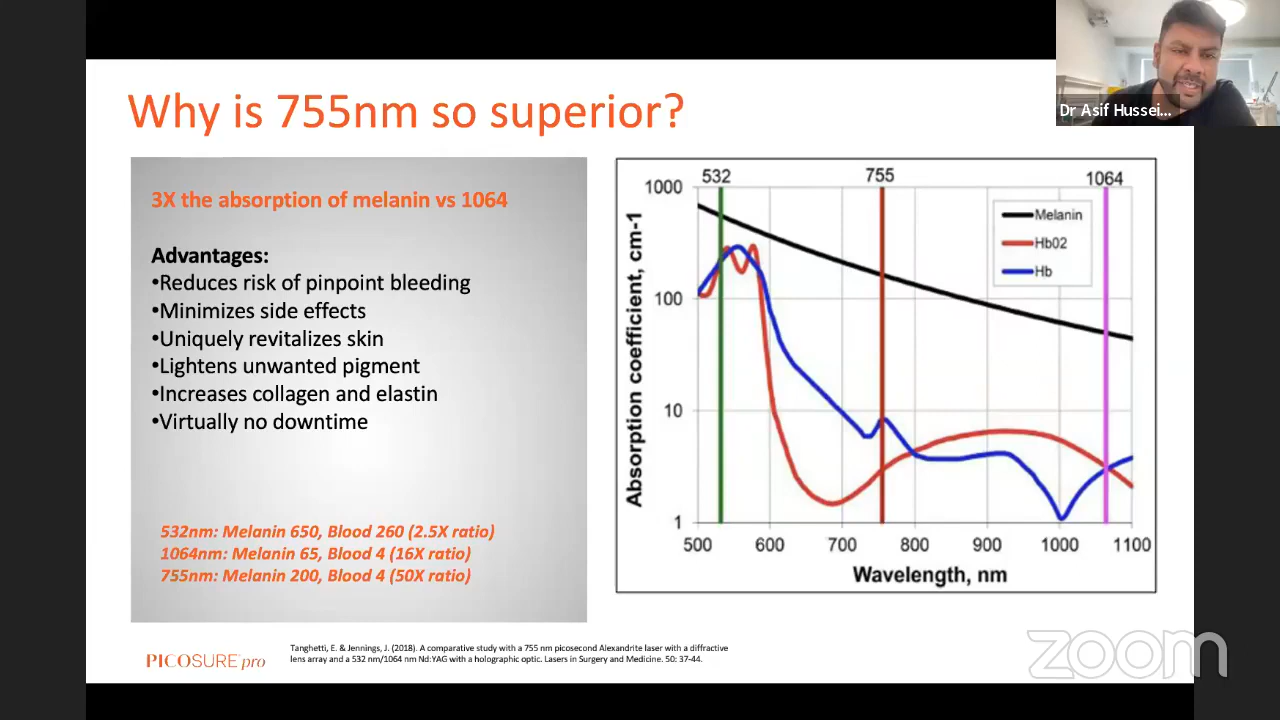 Dr Asif Hussei...
Why is 755nm so superior?
3X the absorption of melanin vs 1064
Advantages:
•Reduces risk of pinpoint bleeding
•Minimizes side effects
•Uniquely revitalizes skin
•Lightens unwanted pigment
•Increases collagen and elastin
•Virtually no downtime
532nm: Melanin 650, Blood 260 (2.5X ratio)
1064nm: Melanin 65, Blood 4 (16X ratio)
755nm: Melanin 200, Blood 4 (50X ratio)
532 755 1064
Absorption coefficient, cm-1
1000
100
10
1
Melanin
Hb02
Hb
500 600 700 800 900 1000 1100
Wavelength, nm
PICOSURE pro
Tanghetti, E. & Jennings, J. (2018). A comparative study with a 755 nm picosecond Alexandrite laser with a diffractive
lens array and a 532 nm/1064 nm Nd:YAG with a holographic optic. Lasers in Surgery and Medicine. 50: 37-44.
zoom